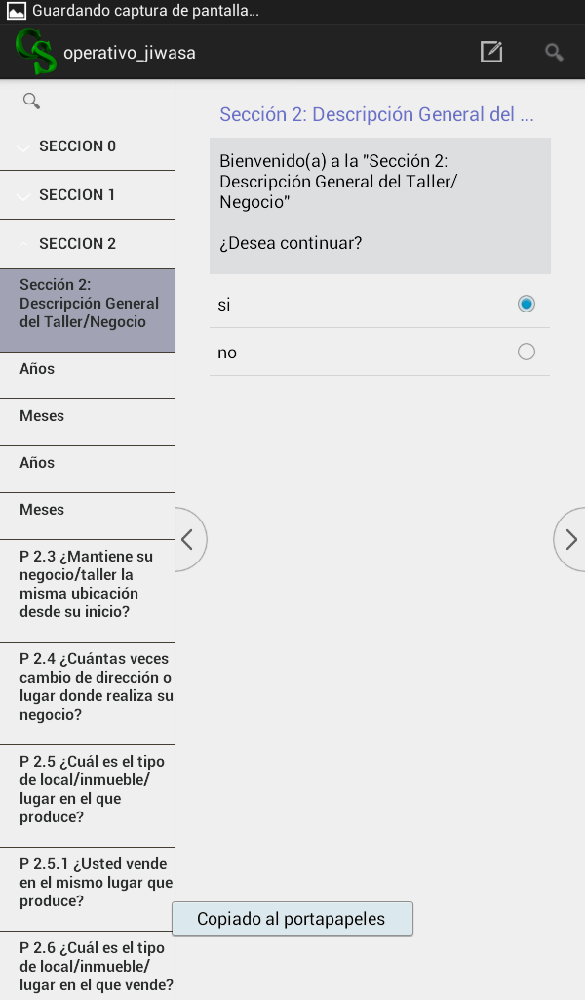 Guardando captura de pantalla...
CS
operativo_jiwasa
SECCION 0
SECCION 1
SECCION 2
Sección 2:
Descripción General
del Taller/Negocio
Años
Meses
Años
Meses
P 2.3 ¿Mantiene su
negocio/taller la
misma ubicación
desde su inicio?
P 2.4 ¿Cuántas veces
cambio de dirección o
lugar donde realiza su
negocio?
P 2.5 ¿Cuál es el tipo
de local/inmueble/
lugar en el que
produce?
P 2.5.1 ¿Usted vende
en el mismo lugar que
produce?
P 2.6 ¿Cuál es el tipo
de local/inmueble/
lugar en el que vende?
Sección 2: Descripción General del ...
Bienvenido(a) a la "Sección 2:
Descripción General del Taller/
Negocio"
¿Desea continuar?
si
no
Copiado al portapapeles